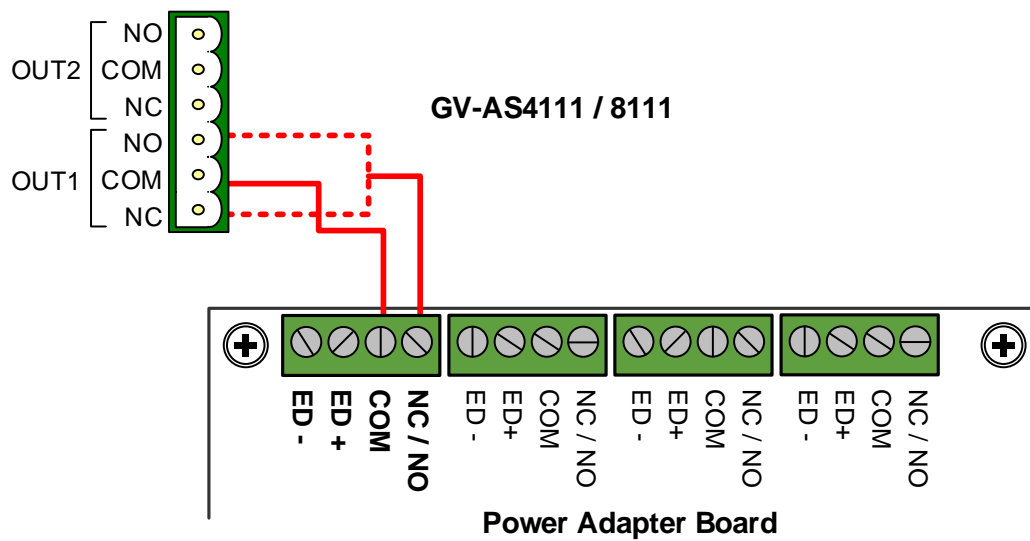 NO
OUT2 COM
NC
GV-AS4111 / 8111
NO
OUT1 COM
NC
ED - ED + COM NC / NO ED - ED+ COM NC / NO ED - ED+ COM NC / NO ED - ED+ COM NC / NO
Power Adapter Board